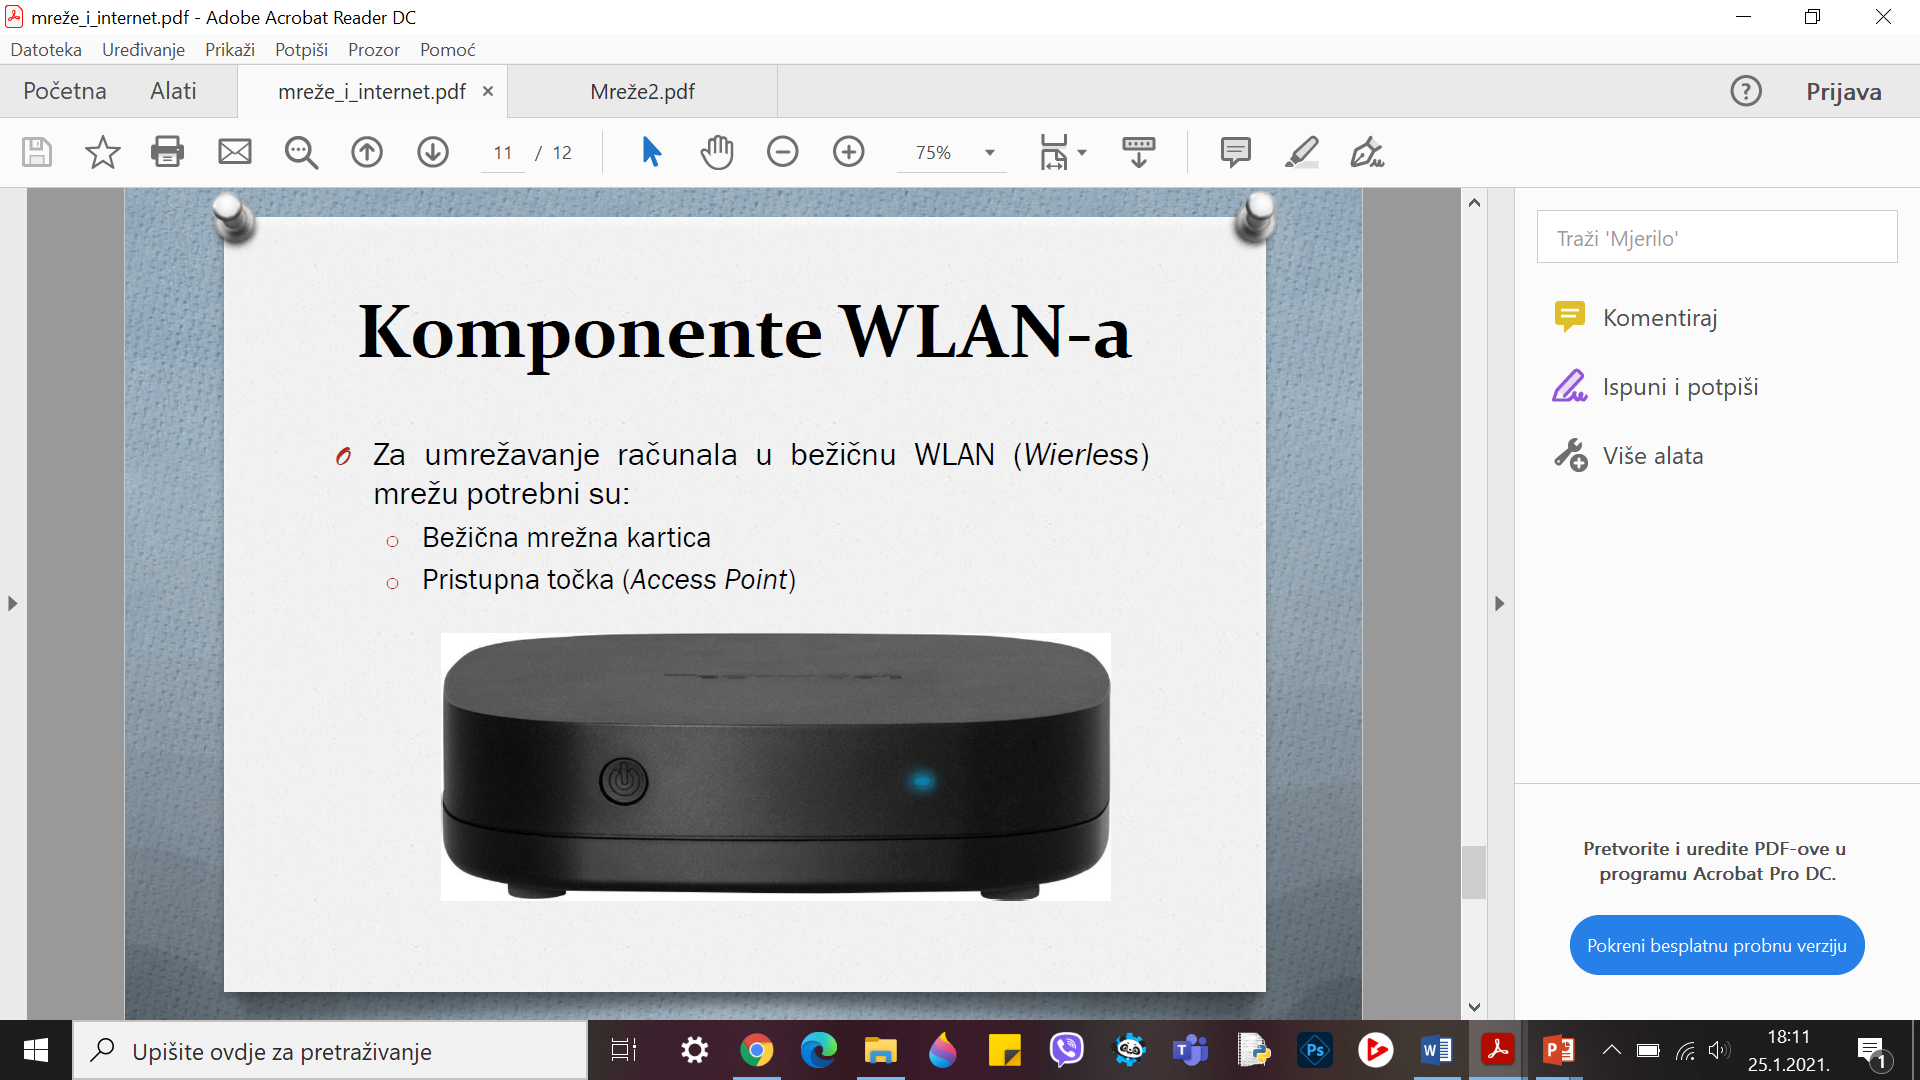 mreže_i_internet.pdf - Adobe Acrobat Reader DC
Datoteka Uređivanje Prikaži Potpiši Prozor Pomoć
Početna Alati mreže_i_internet.pdf Mreže2.pdf Prijava
11 / 12 75%
Komponente WLAN-a
Za umrežavanje računala u bežičnu WLAN (Wierless)
mrežu potrebni su:
Bežična mrežna kartica
Pristupna točka (Access Point)
Traži 'Mjerilo'
Komentiraj
Ispuni i potpiši
Više alata
Pretvorite i uredite PDF-ove u
programu Acrobat Pro DC.
Pokreni besplatnu probnu verziju
Upišite ovdje za pretraživanje
18:11
25.1.2021.
1